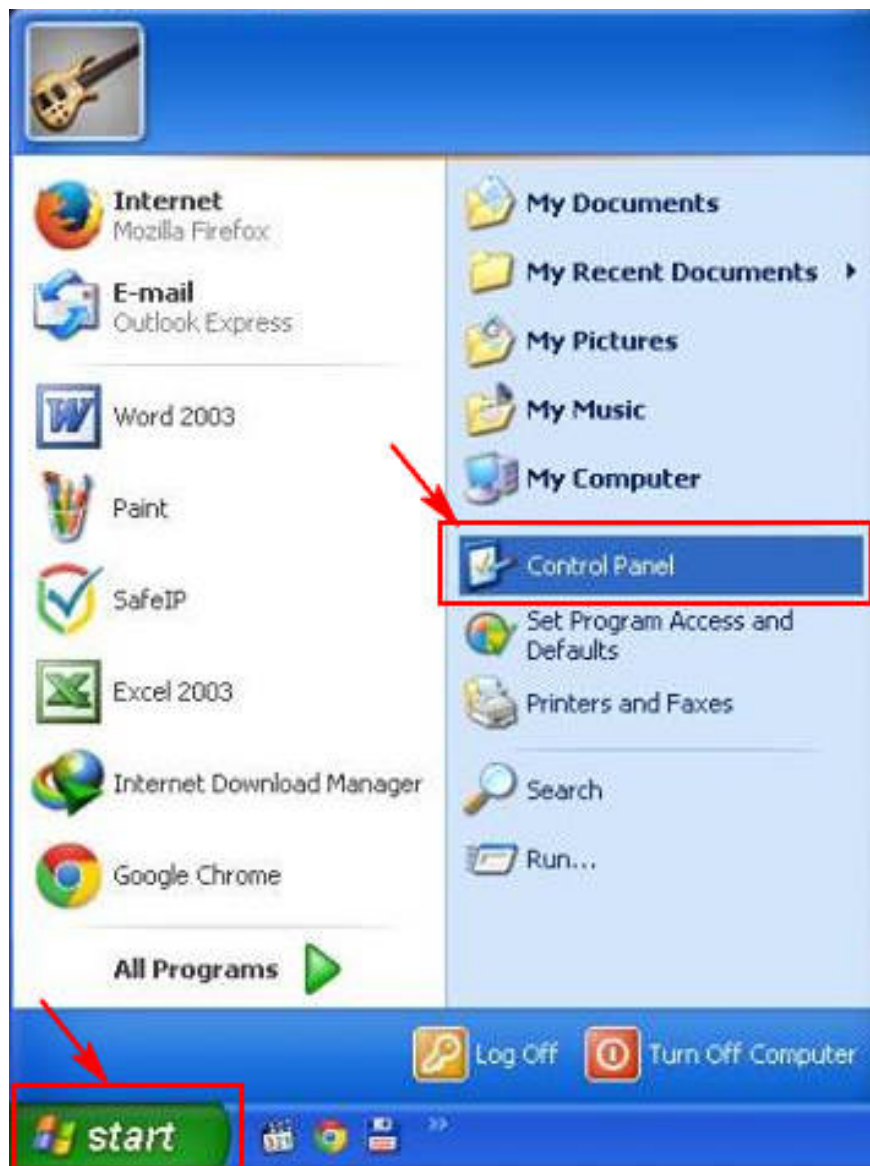 Internet
Mozilla Firefox
E-mail
Outlook Express
Word 2003
Paint
SafeIP
Excel 2003
Internet Download Manager
Google Chrome
All Programs
My Documents
My Recent Documents
My Pictures
My Music
My Computer
Control Panel
Set Program Access and
Defaults
Printers and Faxes
Search
Run...
Log Off
Turn Off Computer
start